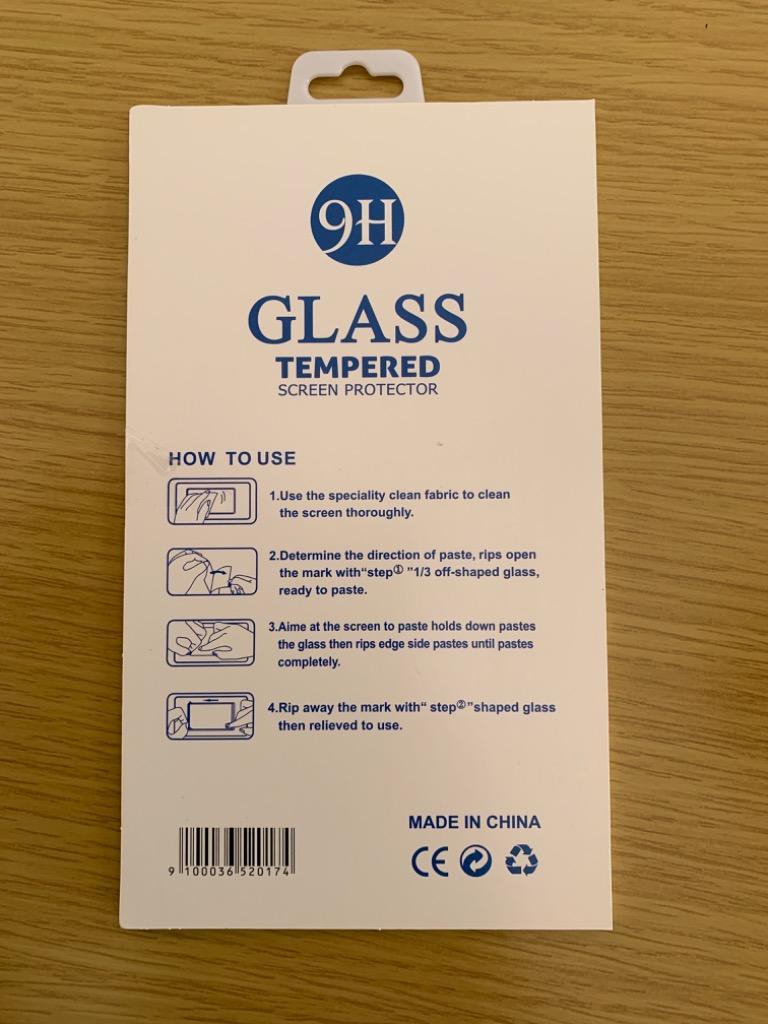 9H
GLASS
TEMPERED
SCREEN PROTECTOR
HOW TO USE
1.Use the speciality clean fabric to clean
the screen thoroughly.
2.Determine the direction of paste, rips open
the mark with“step① ”1/3 off-shaped glass,
ready to paste.
3.Aime at the screen to paste holds down pastes
the glass then rips edge side pastes until pastes
completely.
4.Rip away the mark with“ step②”shaped glass
then relieved to use.
MADE IN CHINA
CE
9 100036 520174